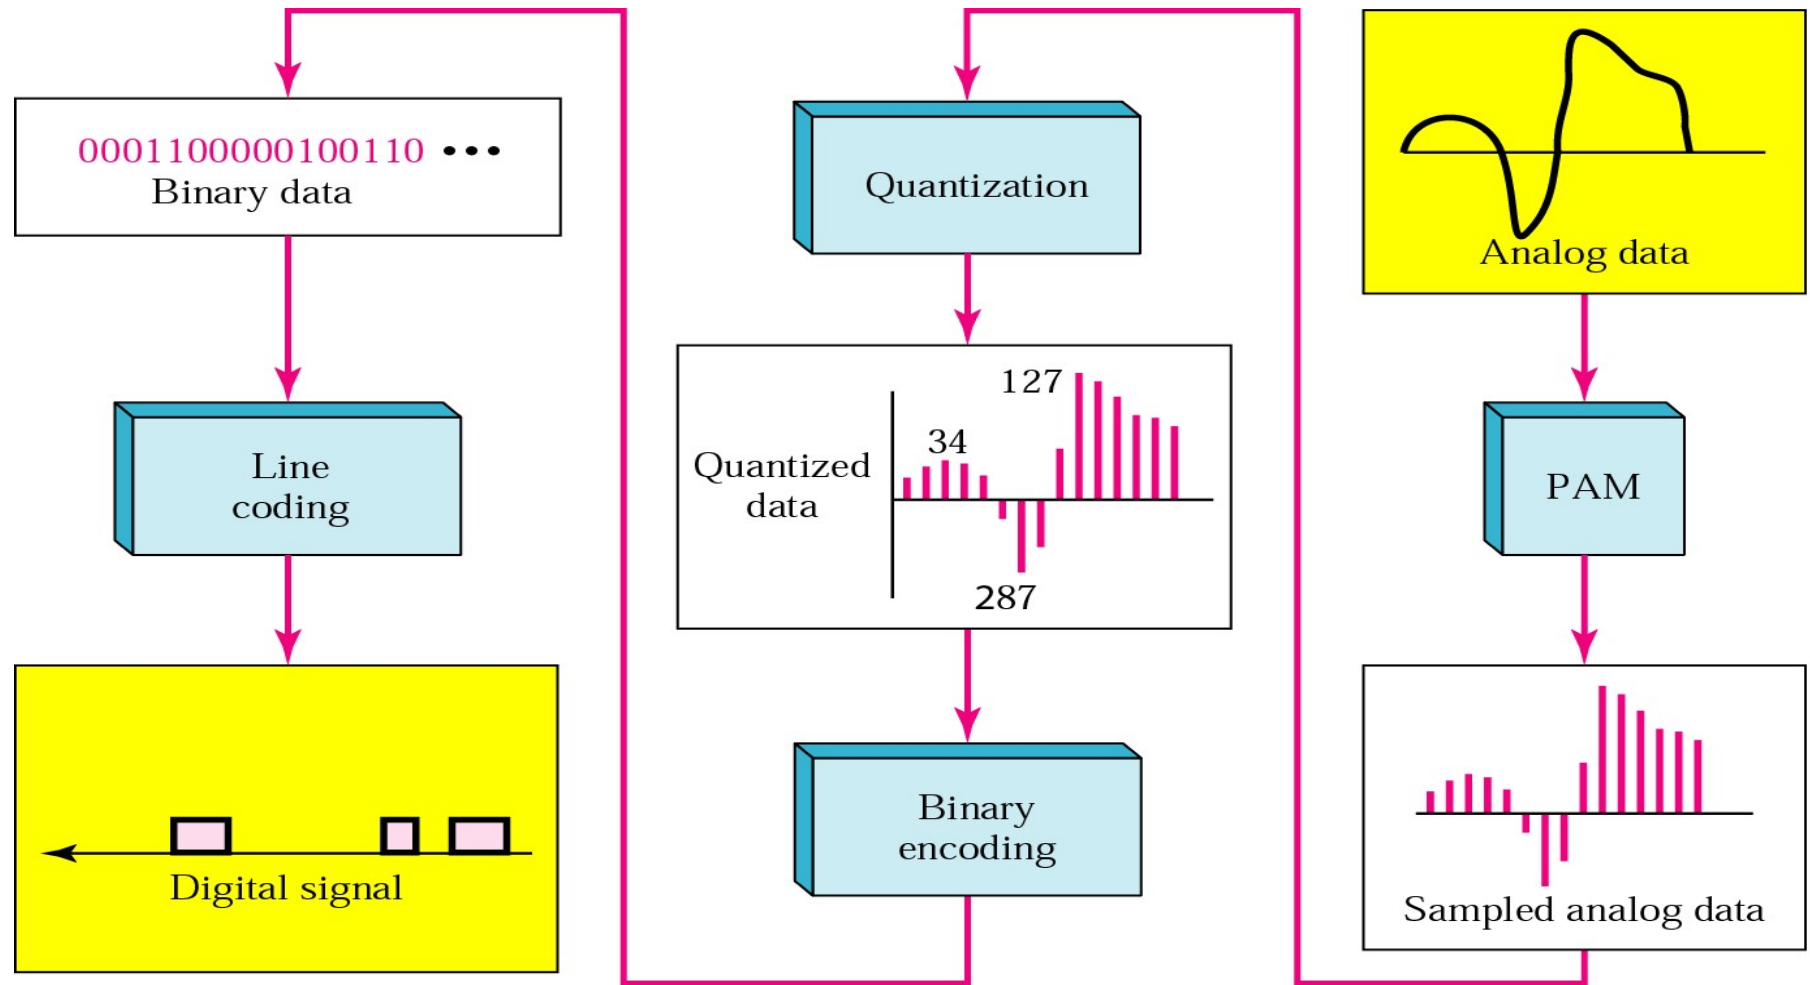 0001100000100110 •••
Binary data
Line
coding
Digital signal
Quantization
127
34
Quantized
data
287
Binary
encoding
Analog data
PAM
Sampled analog data